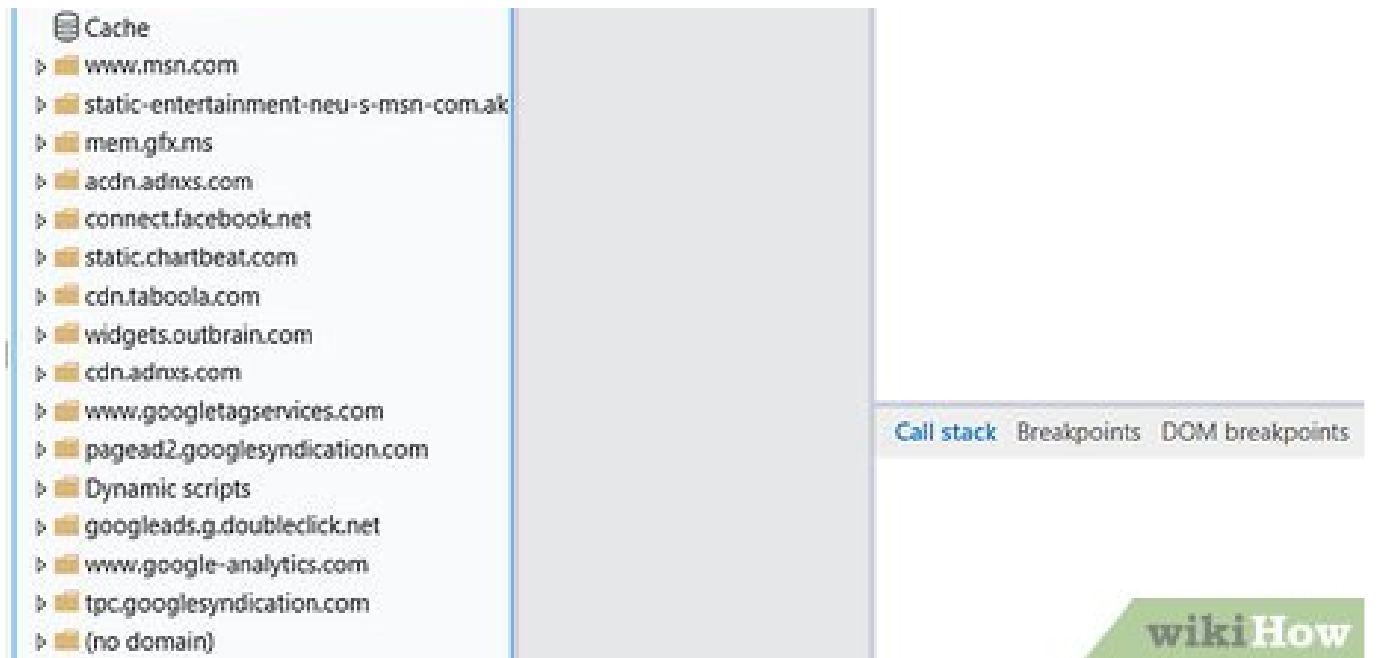 Cache
www.msn.com
static-entertainment-neu-s-msn-com.ak
mem.gfx.ms
acdn.adnxs.com
connect.facebook.net
static.chartbeat.com
cdn.taboola.com
widgets.outbrain.com
cdn.adnxs.com
www.googletagservices.com
pagead2.googlesyndication.com
Dynamic scripts
googleads.g.doubleclick.net
www.google-analytics.com
tpc.googlesyndication.com
(no domain)
Call stack Breakpoints DOM breakpoints
wikiHow